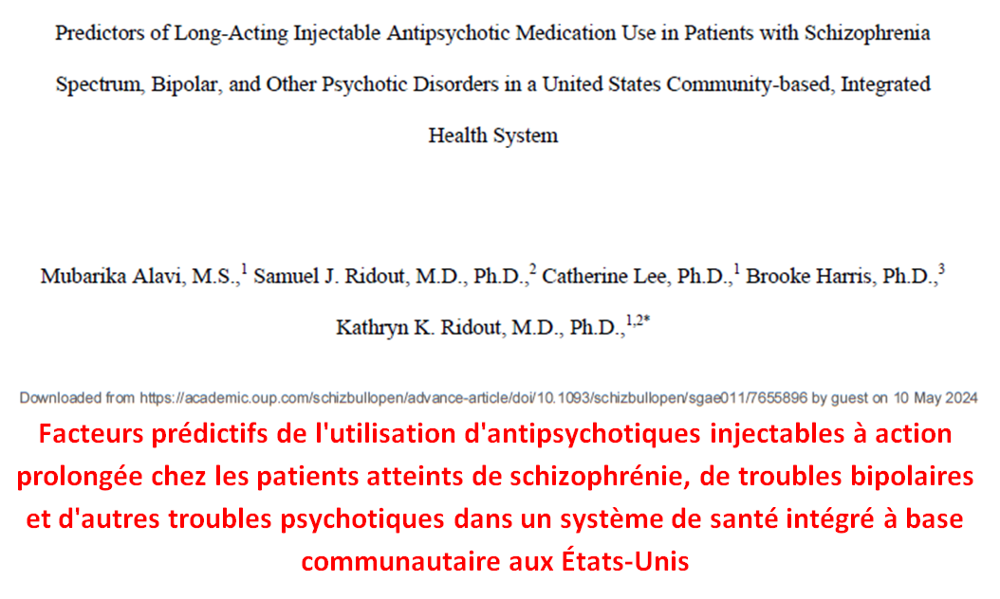 Predictors of Long-Acting Injectable Antipsychotic Medication Use in Patients with Schizophrenia
Spectrum, Bipolar, and Other Psychotic Disorders in a United States Community-based, Integrated
Health System
Mubarika Alavi, M.S.,1 Samuel J. Ridout, M.D., Ph.D.,2 Catherine Lee, Ph.D.,1 Brooke Harris, Ph.D.,3
Kathryn K. Ridout, M.D., Ph.D.,1,2*
Downloaded from https://academic.oup.com/schizbullopen/advance-article/doi/10.1093/schizbullopen/sgae011/7655896 by guest on 10 May 2024
Facteurs prédictifs de l'utilisation d'antipsychotiques injectables à action
prolongée chez les patients atteints de schizophrénie, de troubles bipolaires
et d'autres troubles psychotiques dans un système de santé intégré à base
communautaire aux États-Unis